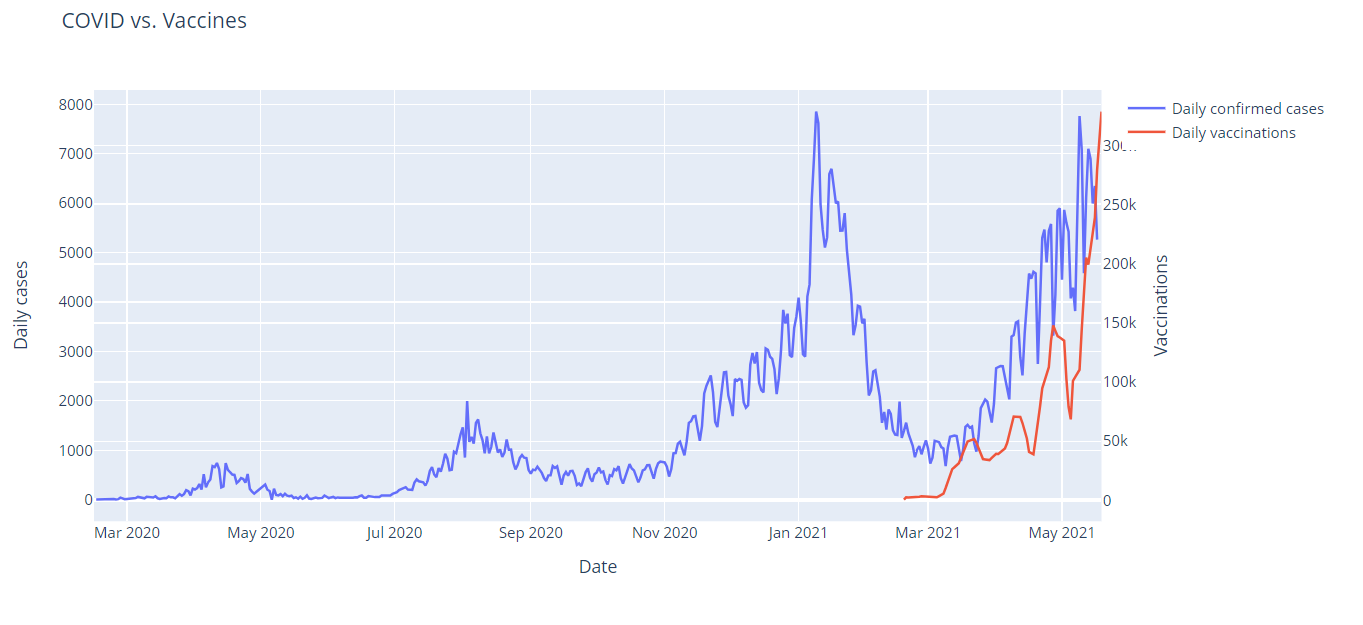 COVID vs. Vaccines
Daily confirmed cases
Daily vaccinations
8000
7000
6000
5000
4000
3000
2000
1000
0
Daily cases
250k
200k
150k
100k
50k
0
Vaccinations
Mar 2020
May 2020
Jul 2020
Sep 2020
Nov 2020
Jan 2021
Mar 2021
May 2021
Date